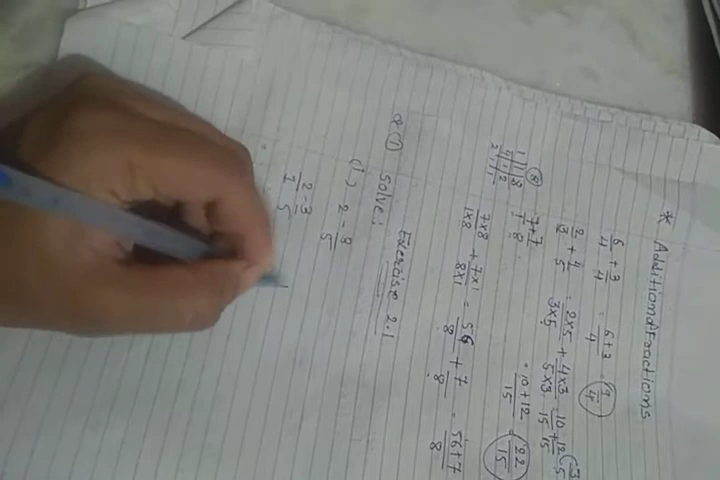 * Addition of Fractions
6/4 + 3/4 = 6+3/4 = 9/4
2/3 + 4/5 = 2×5/3×5 + 4×3/5×3 = 10/15 + 12/15
= 10+12/15 = 22/15
7/1 + 7/8
7×8/1×8 + 7×1/8×1 = 56/8 + 7/8 = 56+7/8
Exercise 2.1
Q (1) Solve:
(i.) 2 - 3/5
2/1 - 3/5